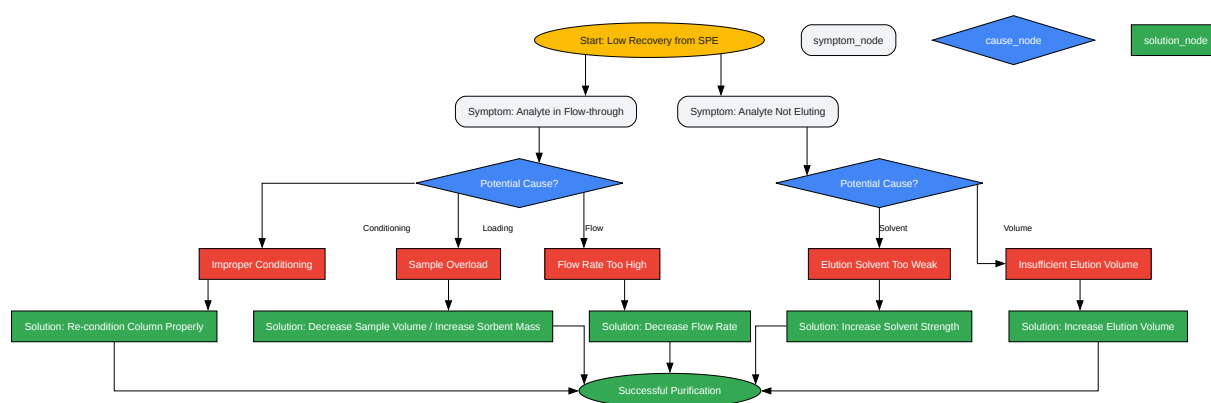 Start: Low Recovery from SPE
symptom_node
cause_node
solution_node
Symptom: Analyte in Flow-through
Symptom: Analyte Not Eluting
Potential Cause?
Potential Cause?
Conditioning
Loading
Flow
Solvent
Volume
Improper Conditioning
Sample Overload
Flow Rate Too High
Elution Solvent Too Weak
Insufficient Elution Volume
Solution: Re-condition Column Properly
Solution: Decrease Sample Volume / Increase Sorbent Mass
Solution: Decrease Flow Rate
Solution: Increase Solvent Strength
Solution: Increase Elution Volume
Successful Purification